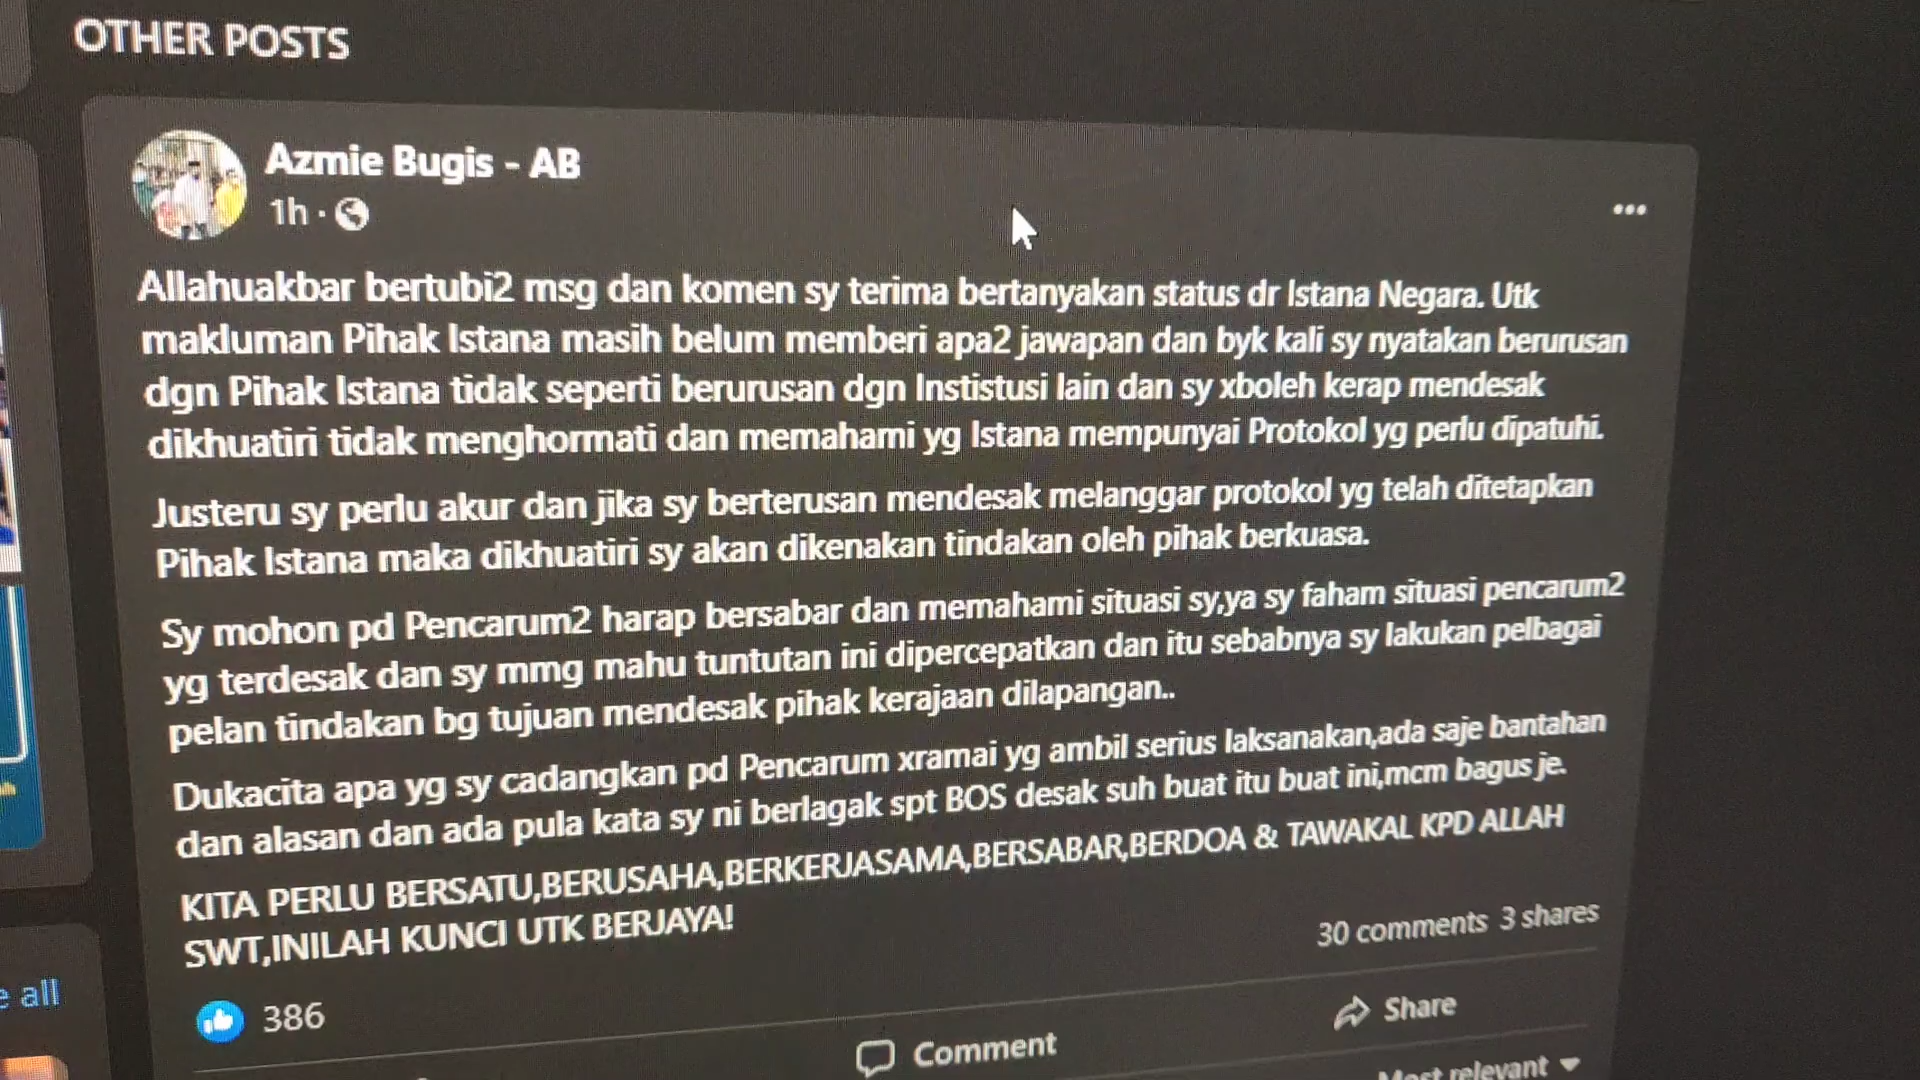 OTHER POSTS
Azmie Bugis - AB
1h ·
Allahuakbar bertubi2 msg dan komen sy terima bertanyakan status dr Istana Negara. Utk
makluman Pihak Istana masih belum memberi apa2 jawapan dan byk kali sy nyatakan berurusan
dgn Pihak Istana tidak seperti berurusan dgn Instistusi lain dan sy xboleh kerap mendesak
dikhuatiri tidak menghormati dan memahami yg Istana mempunyai Protokol yg perlu dipatuhi.
Justeru sy perlu akur dan jika sy berterusan mendesak melanggar protokol yg telah ditetapkan
Pihak Istana maka dikhuatiri sy akan dikenakan tindakan oleh pihak berkuasa.
Sy mohon pd Pencarum2 harap bersabar dan memahami situasi sy,ya sy faham situasi pencarum2
yg terdesak dan sy mmg mahu tuntutan ini dipercepatkan dan itu sebabnya sy lakukan pelbagai
pelan tindakan bg tujuan mendesak pihak kerajaan dilapangan..
Dukacita apa yg sy cadangkan pd Pencarum xramai yg ambil serius laksanakan,ada saje bantahan
dan alasan dan ada pula kata sy ni berlagak spt BOS desak suh buat itu buat ini,mcm bagus je.
KITA PERLU BERSATU,BERUSAHA,BERKERJASAMA,BERSABAR,BERDOA & TAWAKAL KPD ALLAH
SWT,INILAH KUNCI UTK BERJAYA!
30 comments 3 shares
386
Comment
Share
Most relevant
e all